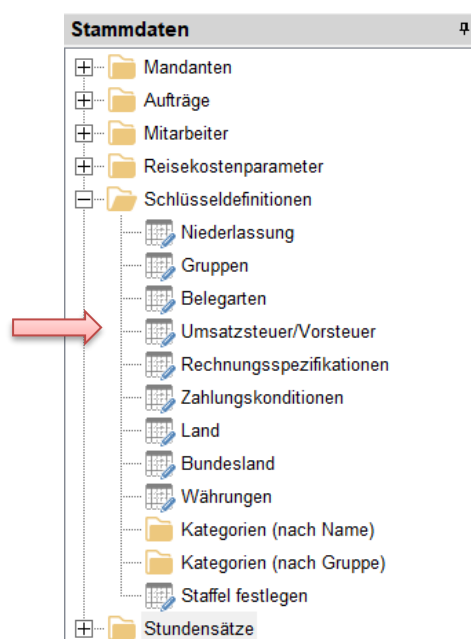 Stammdaten
Mandanten
Aufträge
Mitarbeiter
Reisekostenparameter
Schlüsseldefinitionen
Niederlassung
Gruppen
Belegarten
Umsatzsteuer/Vorsteuer
Rechnungsspezifikationen
Zahlungskonditionen
Land
Bundesland
Währungen
Kategorien (nach Name)
Kategorien (nach Gruppe)
Staffel festlegen
Stundensätze